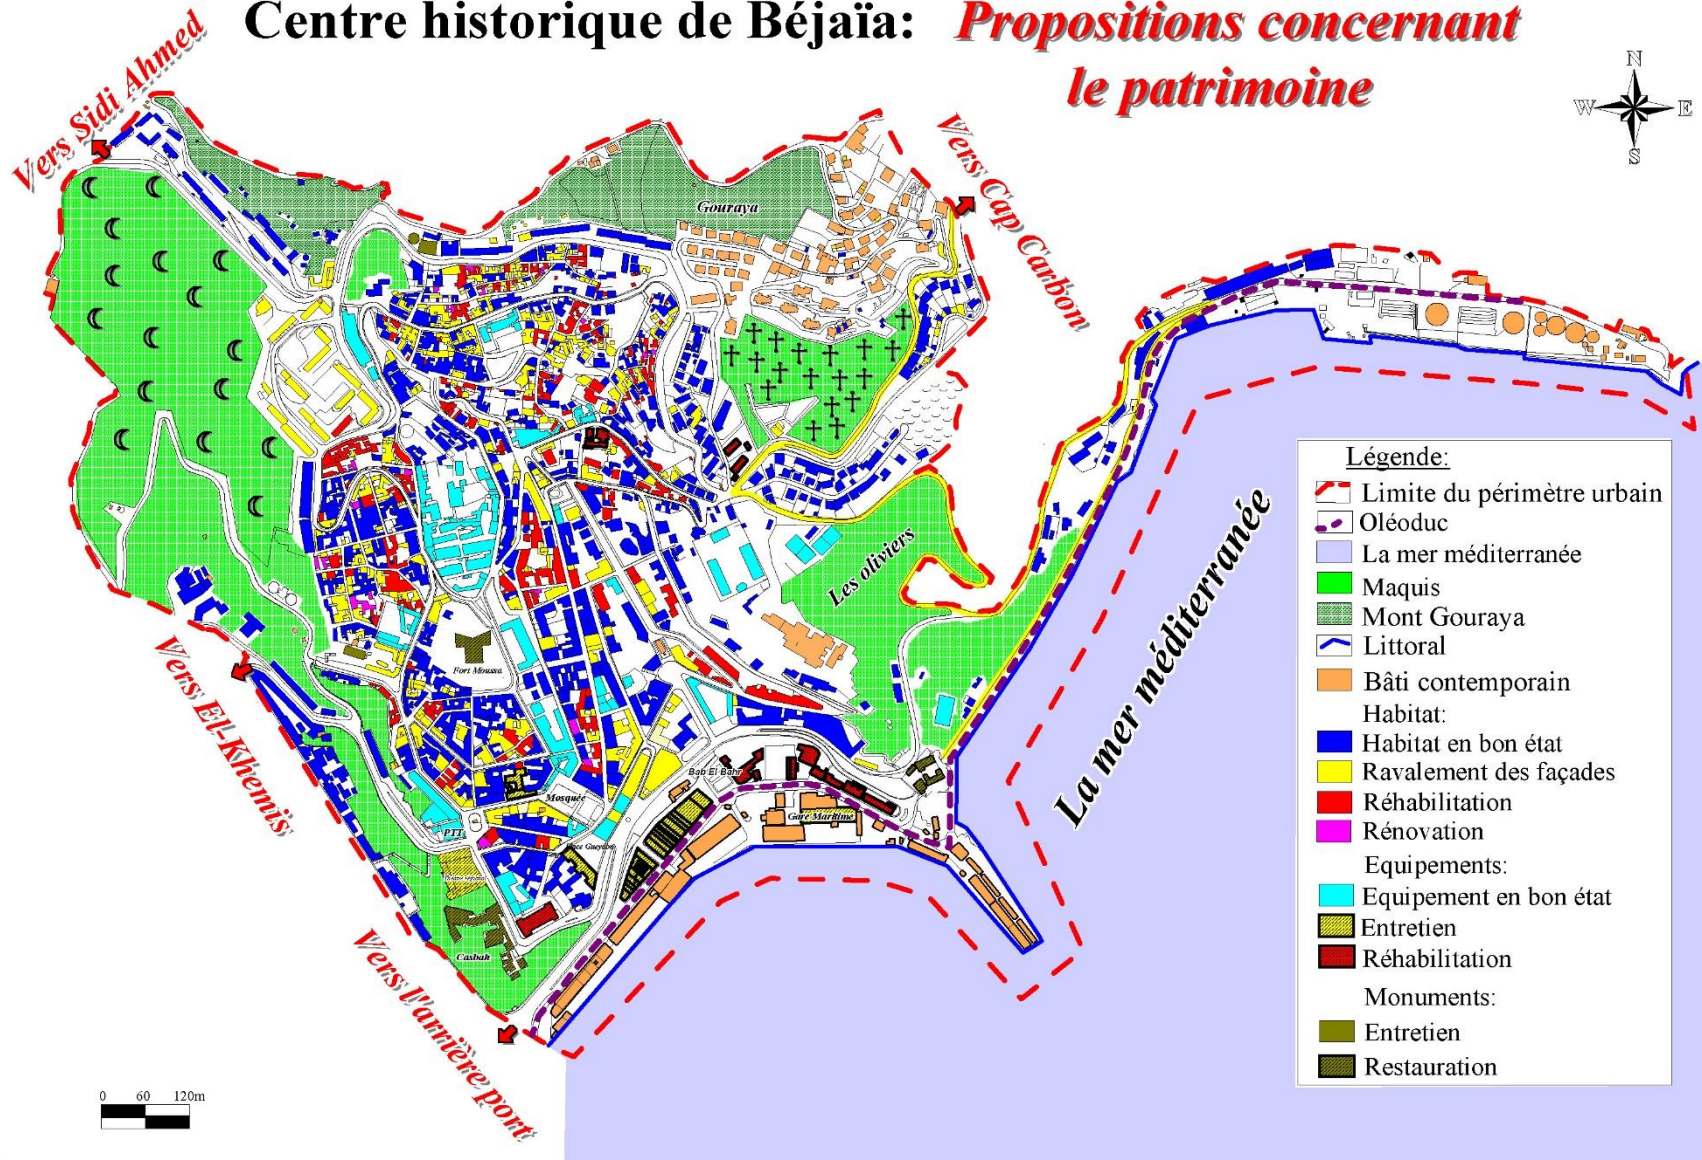 Centre historique de Béjaïa: Propositions concernant
le patrimoine
N
W E
S
Vers Sidi Ahmed
Vers Cap Carbon
Gouraya
Les oliviers
La mer méditerranée
Fort Moussa
Vers El-Khemis
Bab El Bahr
Mosquée
Gare Maritime
PTT
Place Gueydon
Casbah
Vers l'arrière port
0 60 120m
Légende:
Limite du périmètre urbain
Oléoduc
La mer méditerranée
Maquis
Mont Gouraya
Littoral
Bâti contemporain
Habitat:
Habitat en bon état
Ravalement des façades
Réhabilitation
Rénovation
Equipements:
Equipement en bon état
Entretien
Réhabilitation
Monuments:
Entretien
Restauration